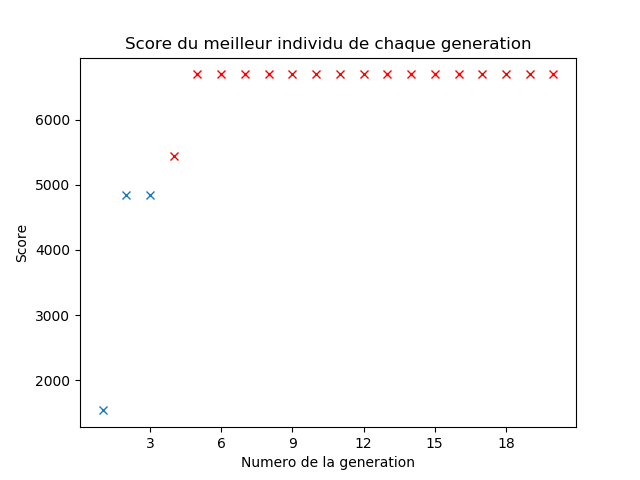 Score du meilleur individu de chaque generation
6000
5000
4000
3000
2000
Score
3 6 9 12 15 18
Numero de la generation